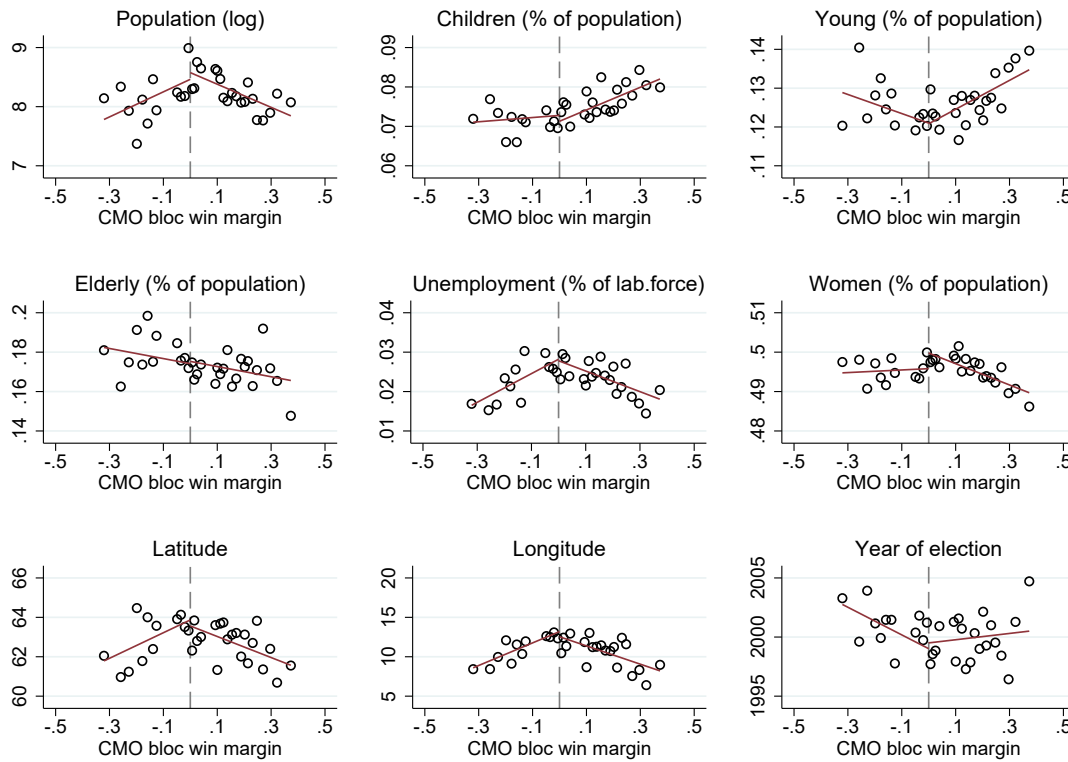 Population (log)
9
8
7
-.5 -.3 -.1 .1 .3 .5
CMO bloc win margin
Children (% of population)
.09
.08
.07
.06
-.5 -.3 -.1 .1 .3 .5
CMO bloc win margin
Young (% of population)
.14
.13
.12
.11
-.5 -.3 -.1 .1 .3 .5
CMO bloc win margin
Elderly (% of population)
.2
.18
.16
.14
-.5 -.3 -.1 .1 .3 .5
CMO bloc win margin
Unemployment (% of lab.force)
.04
.03
.02
.01
-.5 -.3 -.1 .1 .3 .5
CMO bloc win margin
Women (% of population)
.51
.5
.49
.48
-.5 -.3 -.1 .1 .3 .5
CMO bloc win margin
Latitude
66
64
62
60
-.5 -.3 -.1 .1 .3 .5
CMO bloc win margin
Longitude
20
15
10
5
-.5 -.3 -.1 .1 .3 .5
CMO bloc win margin
Year of election
2005
2000
1995
-.5 -.3 -.1 .1 .3 .5
CMO bloc win margin